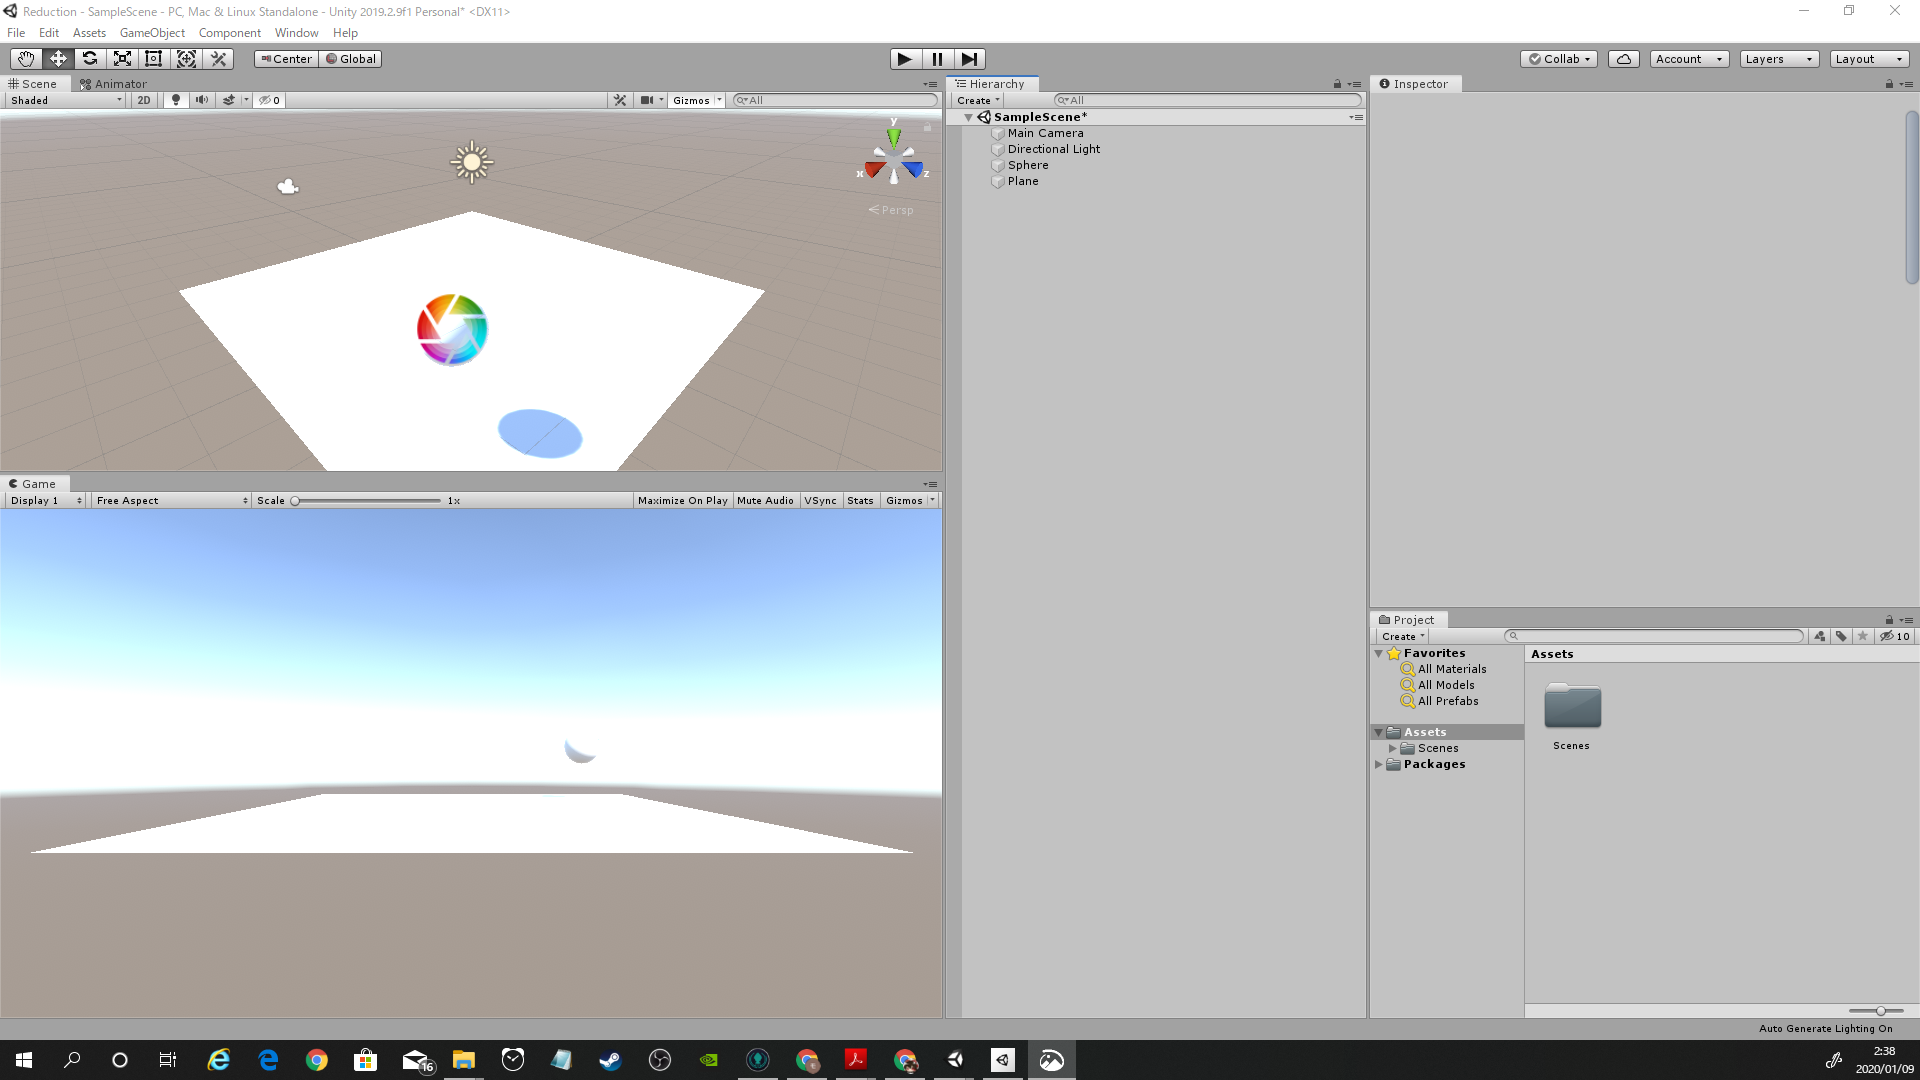 Reduction - SampleScene - PC, Mac & Linux Standalone - Unity 2019.2.9f1 Personal* <DX11>
File Edit Assets GameObject Component Window Help
Center Global Collab Account Layers Layout
Scene Animator
Shaded 2D 0 Gizmos All
y
x z
Persp
Game
Display 1 Free Aspect Scale 1x Maximize On Play Mute Audio VSync Stats Gizmos
Hierarchy
Create All
SampleScene*
Main Camera
Directional Light
Sphere
Plane
Inspector
Project
Create 10
Favorites
All Materials
All Models
All Prefabs
Assets
Scenes
Packages
Assets
Scenes
Auto Generate Lighting On
16
2:38
2020/01/09